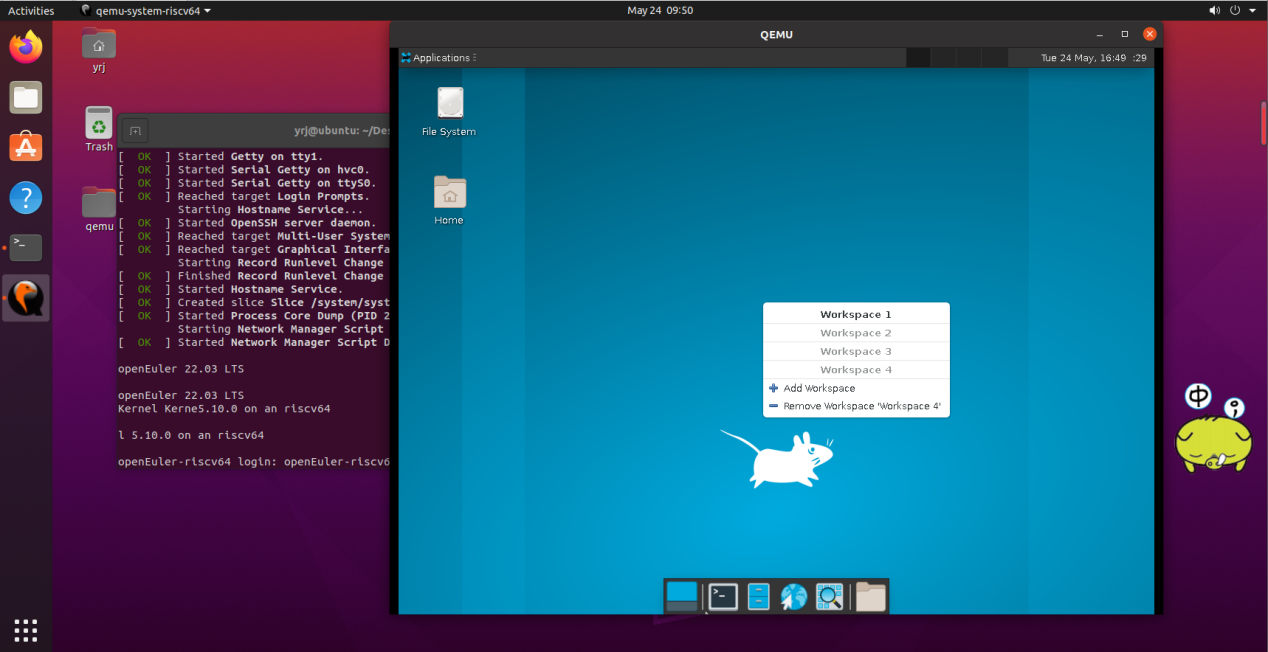 Activities
qemu-system-riscv64
May 24 09:50
yrj
Trash
qemu
yrj@ubuntu: ~/Des
[ OK ] Started Getty on tty1.
[ OK ] Started Serial Getty on hvc0.
[ OK ] Started Serial Getty on ttyS0.
[ OK ] Reached target Login Prompts.
Starting Hostname Service...
[ OK ] Started OpenSSH server daemon.
[ OK ] Reached target Multi-User System
[ OK ] Reached target Graphical Interfa
Starting Record Runlevel Change
[ OK ] Finished Record Runlevel Change
[ OK ] Started Hostname Service.
[ OK ] Created slice Slice /system/syst
[ OK ] Started Process Core Dump (PID 2
Starting Network Manager Script
[ OK ] Started Network Manager Script D
openEuler 22.03 LTS
openEuler 22.03 LTS
Kernel Kerne5.10.0 on an riscv64
l 5.10.0 on an riscv64
openEuler-riscv64 login: openEuler-riscv6
QEMU
Applications
Tue 24 May, 16:49 :29
File System
Home
Workspace 1
Workspace 2
Workspace 3
Workspace 4
Add Workspace
Remove Workspace 'Workspace 4'
中